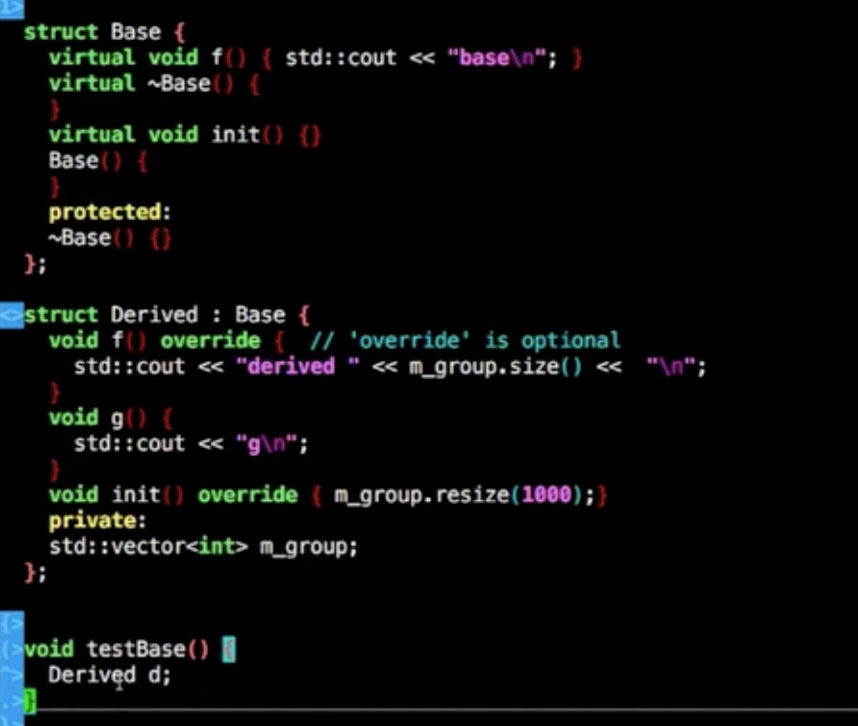 struct Base {
  virtual void f() { std::cout << "base\n"; }
  virtual ~Base() {
  }
  virtual void init() {}
  Base() {
  }
  protected:
  ~Base() {}
};
struct Derived : Base {
  void f() override {  // 'override' is optional
    std::cout << "derived " << m_group.size() <<  "\n";
  }
  void g() {
    std::cout << "g\n";
  }
  void init() override { m_group.resize(1000);}
  private:
  std::vector<int> m_group;
};
void testBase() {
  Derived d;
}